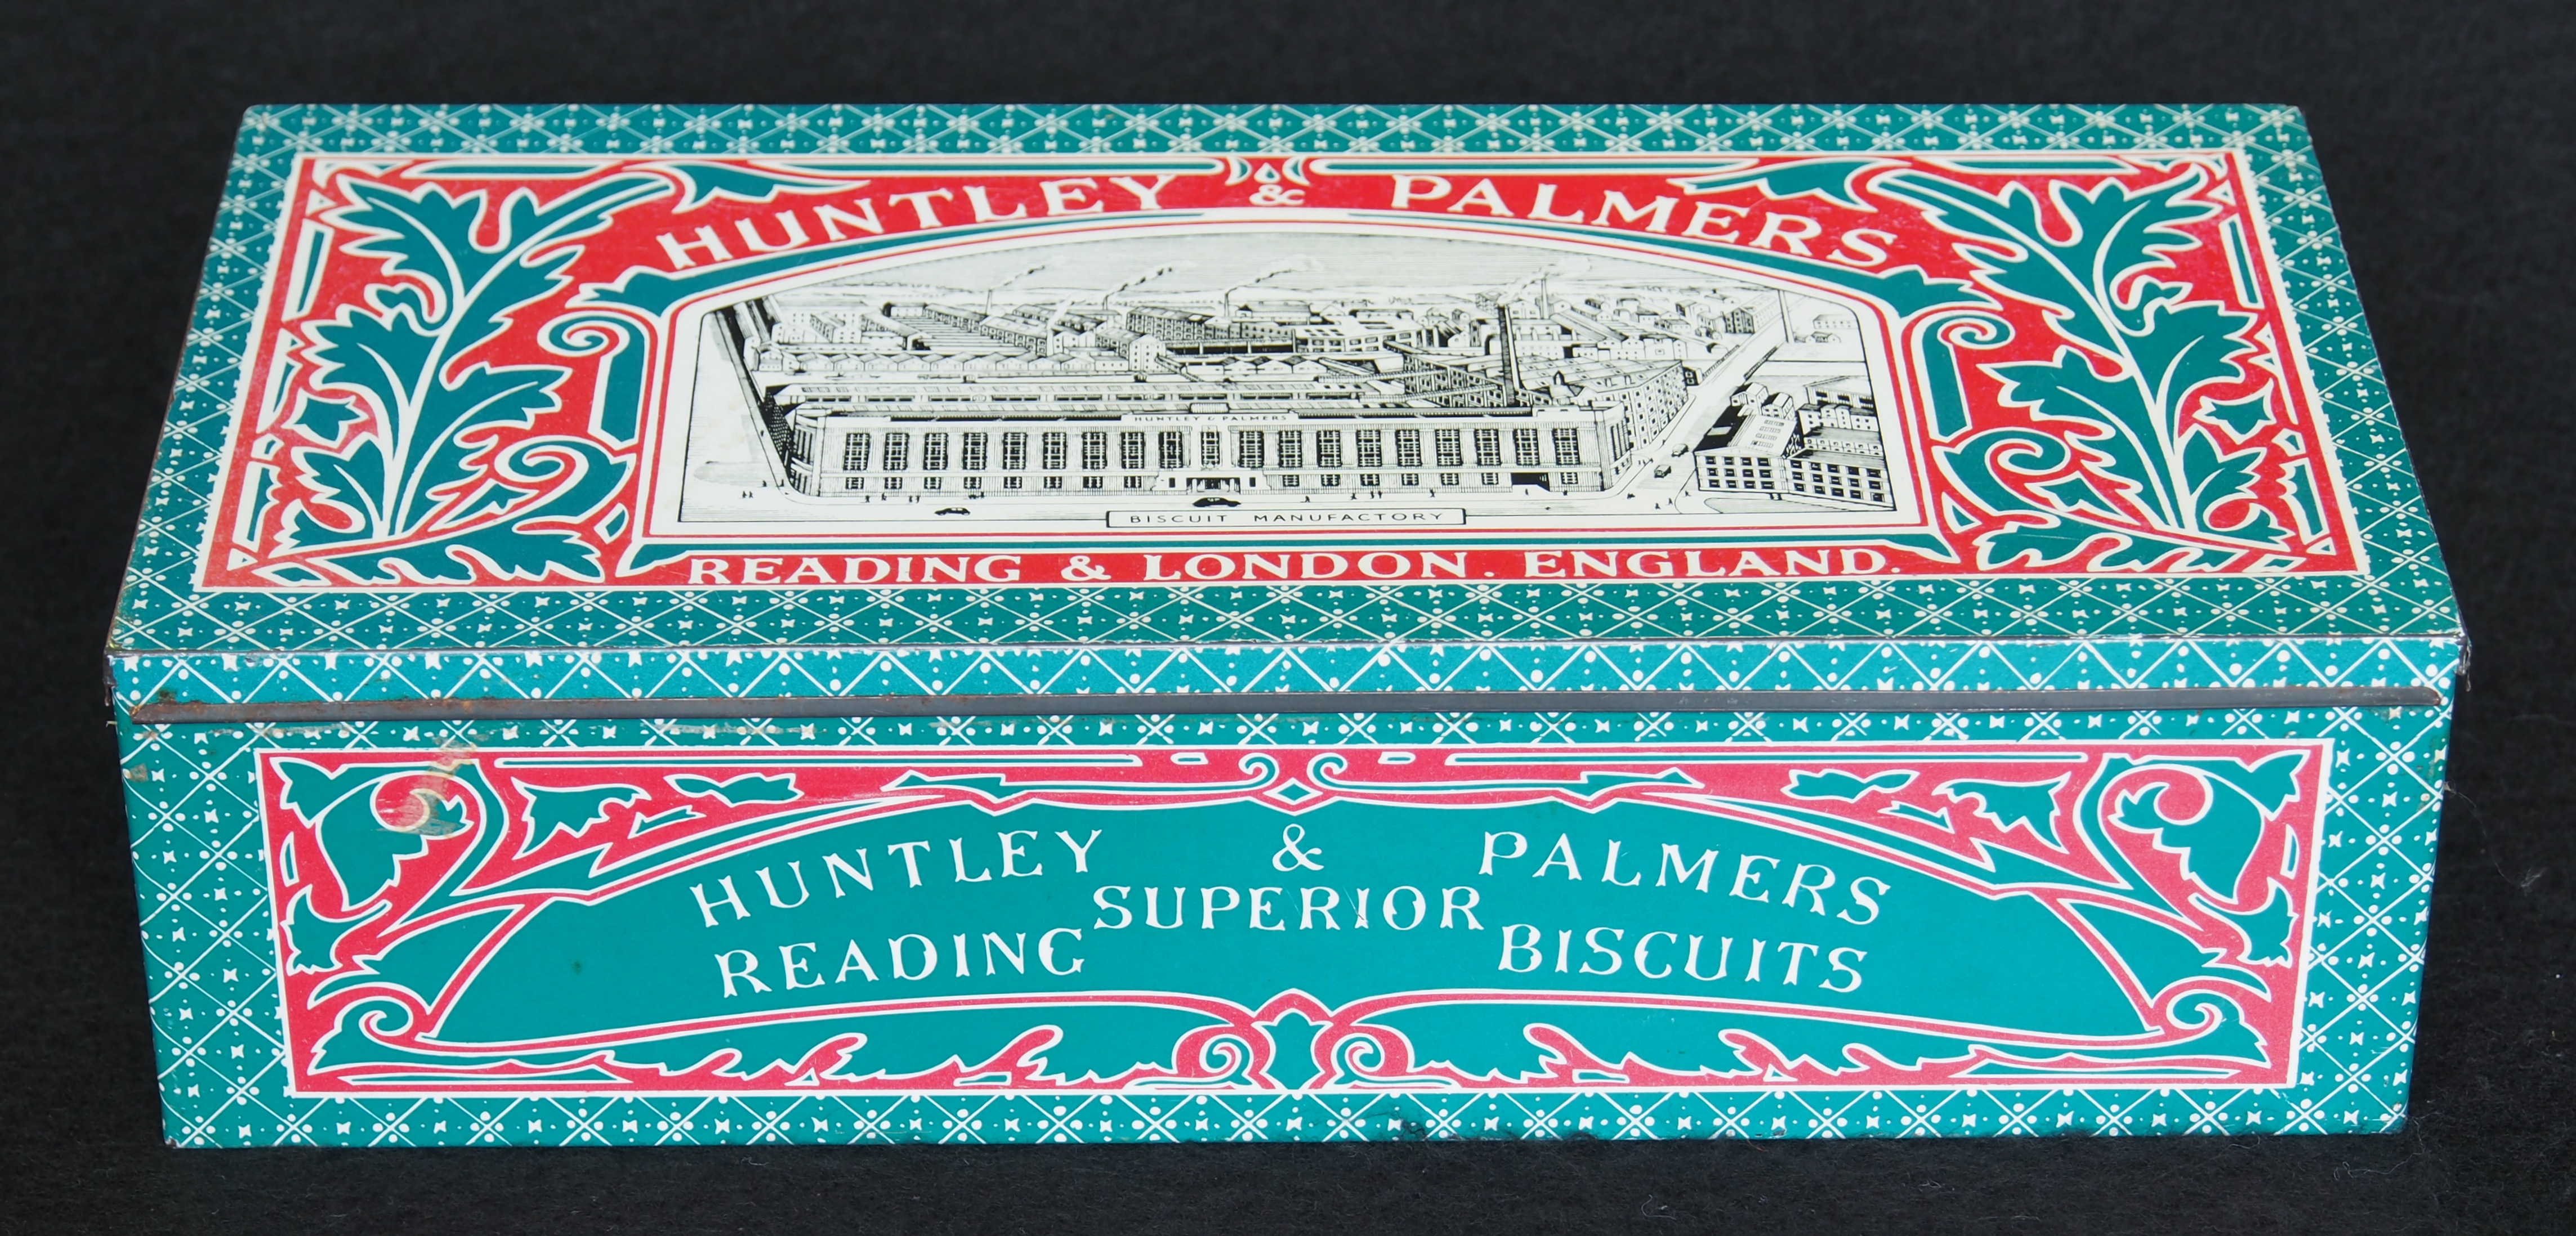 HUNTLEY & PALMERS
HUNTLEY & PALMERS
BISCUIT MANUFACTORY
READING & LONDON. ENGLAND.
HUNTLEY & PALMERS
SUPERIOR
READING BISCUITS